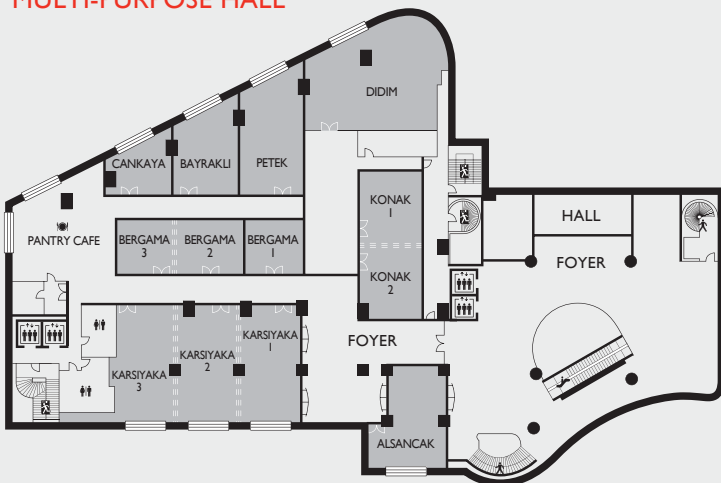 MULTI-PURPOSE HALL
DIDIM
CANKAYA
BAYRAKLI
PETEK
KONAK
1
HALL
PANTRY CAFE
BERGAMA
3
BERGAMA
2
BERGAMA
1
FOYER
KONAK
2
KARSIYAKA
1
KARSIYAKA
2
KARSIYAKA
3
FOYER
ALSANCAK